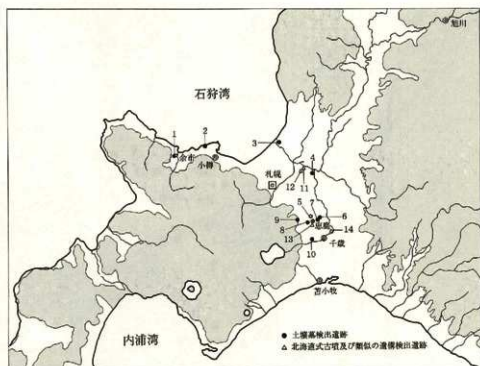 旭川
石狩湾
1
2
3
余市
小樽
4
札幌
12
11
5
7
6
9
8
恵庭
14
13
千歳
10
苫小牧
内浦湾
● 土壙墓検出遺跡
△ 北海道式古墳及び類似の遺構検出遺跡